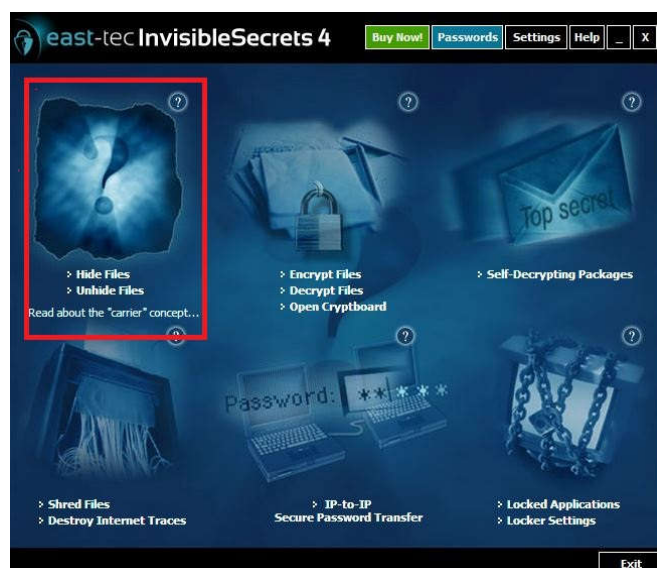 east-tec InvisibleSecrets 4
Buy Now! Passwords Settings Help _ X
? ? ?
Top secret
> Hide Files
> Unhide Files
Read about the "carrier" concept...
> Encrypt Files
> Decrypt Files
> Open Cryptboard
> Self-Decrypting Packages
? ? ?
Password: ** ***
> Shred Files
> Destroy Internet Traces
> IP-to-IP
Secure Password Transfer
> Locked Applications
> Locker Settings
Exit